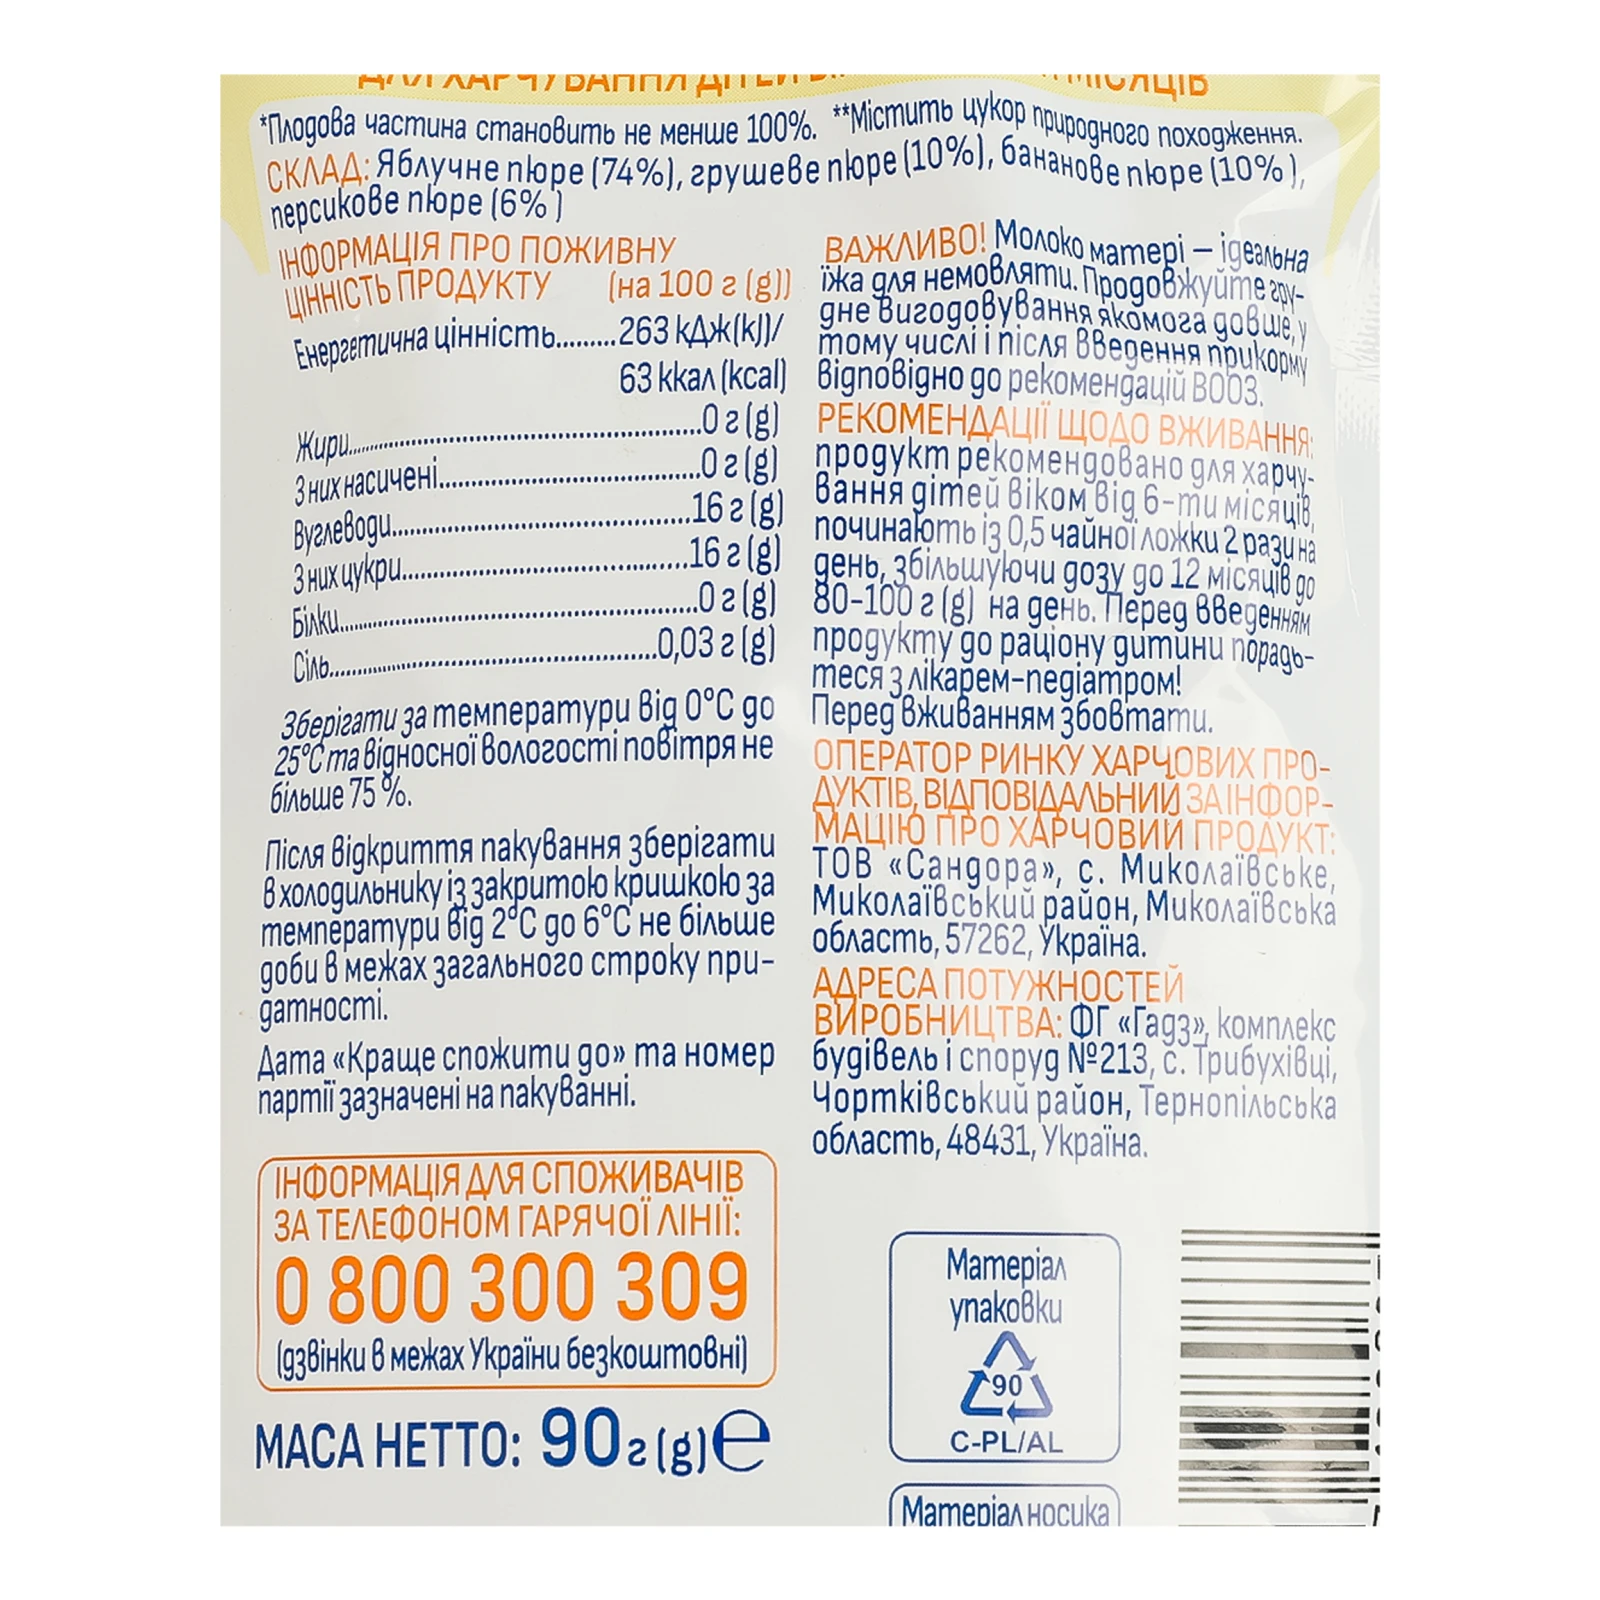 ДЛЯ ХАРЧУВАННЯ ДІТЕЙ МІСЯЦІВ
*Плодова частина становить не менше 100%. **Містить цукор природного походження.
СКЛАД: Яблучне пюре (74%), грушеве пюре (10%), бананове пюре (10%),
персикове пюре (6%)
ІНФОРМАЦІЯ ПРО ПОЖИВНУ
ЦІННІСТЬ ПРОДУКТУ (на 100 г (g))
Енергетична цінність.........263 кДж(kJ)/
63 ккал (kcal)
Жири..........0 г (g)
З них насичені..........0 г (g)
Вуглеводи..........16 г (g)
З них цукри..........16 г (g)
Білки..........0 г (g)
Сіль..........0,03 г (g)
Зберігати за температури від 0°С до
25°С та відносної вологості повітря не
більше 75 %.
Після відкриття пакування зберігати
в холодильнику із закритою кришкою за
температури від 2°С до 6°С не більше
доби в межах загального строку при-
датності.
Дата «Краще спожити до» та номер
партії зазначені на пакуванні.
ІНФОРМАЦІЯ ДЛЯ СПОЖИВАЧІВ
ЗА ТЕЛЕФОНОМ ГАРЯЧОЇ ЛІНІЇ:
0 800 300 309
(дзвінки в межах України безкоштовні)
МАСА НЕТТО: 90 г (g) ℮
ВАЖЛИВО! Молоко матері – ідеальна
їжа для немовляти. Продовжуйте гру-
дне вигодовування якомога довше, у
тому числі і після введення прикорму
відповідно до рекомендацій ВООЗ.
РЕКОМЕНДАЦІЇ ЩОДО ВЖИВАННЯ:
продукт рекомендовано для харчу-
вання дітей віком від 6-ти місяців,
починають із 0,5 чайної ложки 2 рази на
день, збільшуючи дозу до 12 місяців до
80-100 г (g) на день. Перед введенням
продукту до раціону дитини порадь-
теся з лікарем-педіатром!
Перед вживанням збовтати.
ОПЕРАТОР РИНКУ ХАРЧОВИХ ПРО-
ДУКТІВ, ВІДПОВІДАЛЬНИЙ ЗА ІНФОР-
МАЦІЮ ПРО ХАРЧОВИЙ ПРОДУКТ:
ТОВ «Сандора», с. Миколаївське,
Миколаївський район, Миколаївська
область, 57262, Україна.
АДРЕСА ПОТУЖНОСТЕЙ
ВИРОБНИЦТВА: ФГ «Гадз», комплекс
будівель і споруд №213, с. Трибухівці,
Чортківський район, Тернопільська
область, 48431, Україна.
Матеріал
упаковки
90
C-PL/AL
Матеріал носика